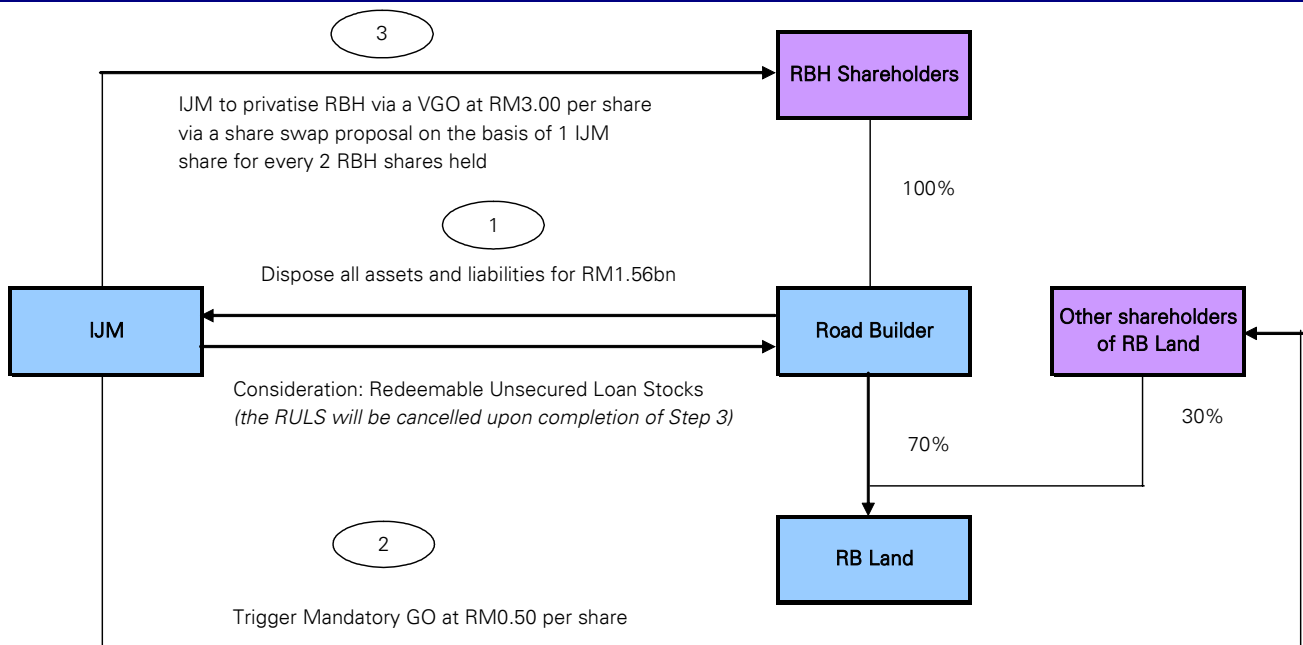 3
RBH Shareholders
IJM to privatise RBH via a VGO at RM3.00 per share
via a share swap proposal on the basis of 1 IJM
share for every 2 RBH shares held
100%
1
Dispose all assets and liabilities for RM1.56bn
IJM
Road Builder
Other shareholders
of RB Land
Consideration: Redeemable Unsecured Loan Stocks
(the RULS will be cancelled upon completion of Step 3)
30%
70%
2
RB Land
Trigger Mandatory GO at RM0.50 per share